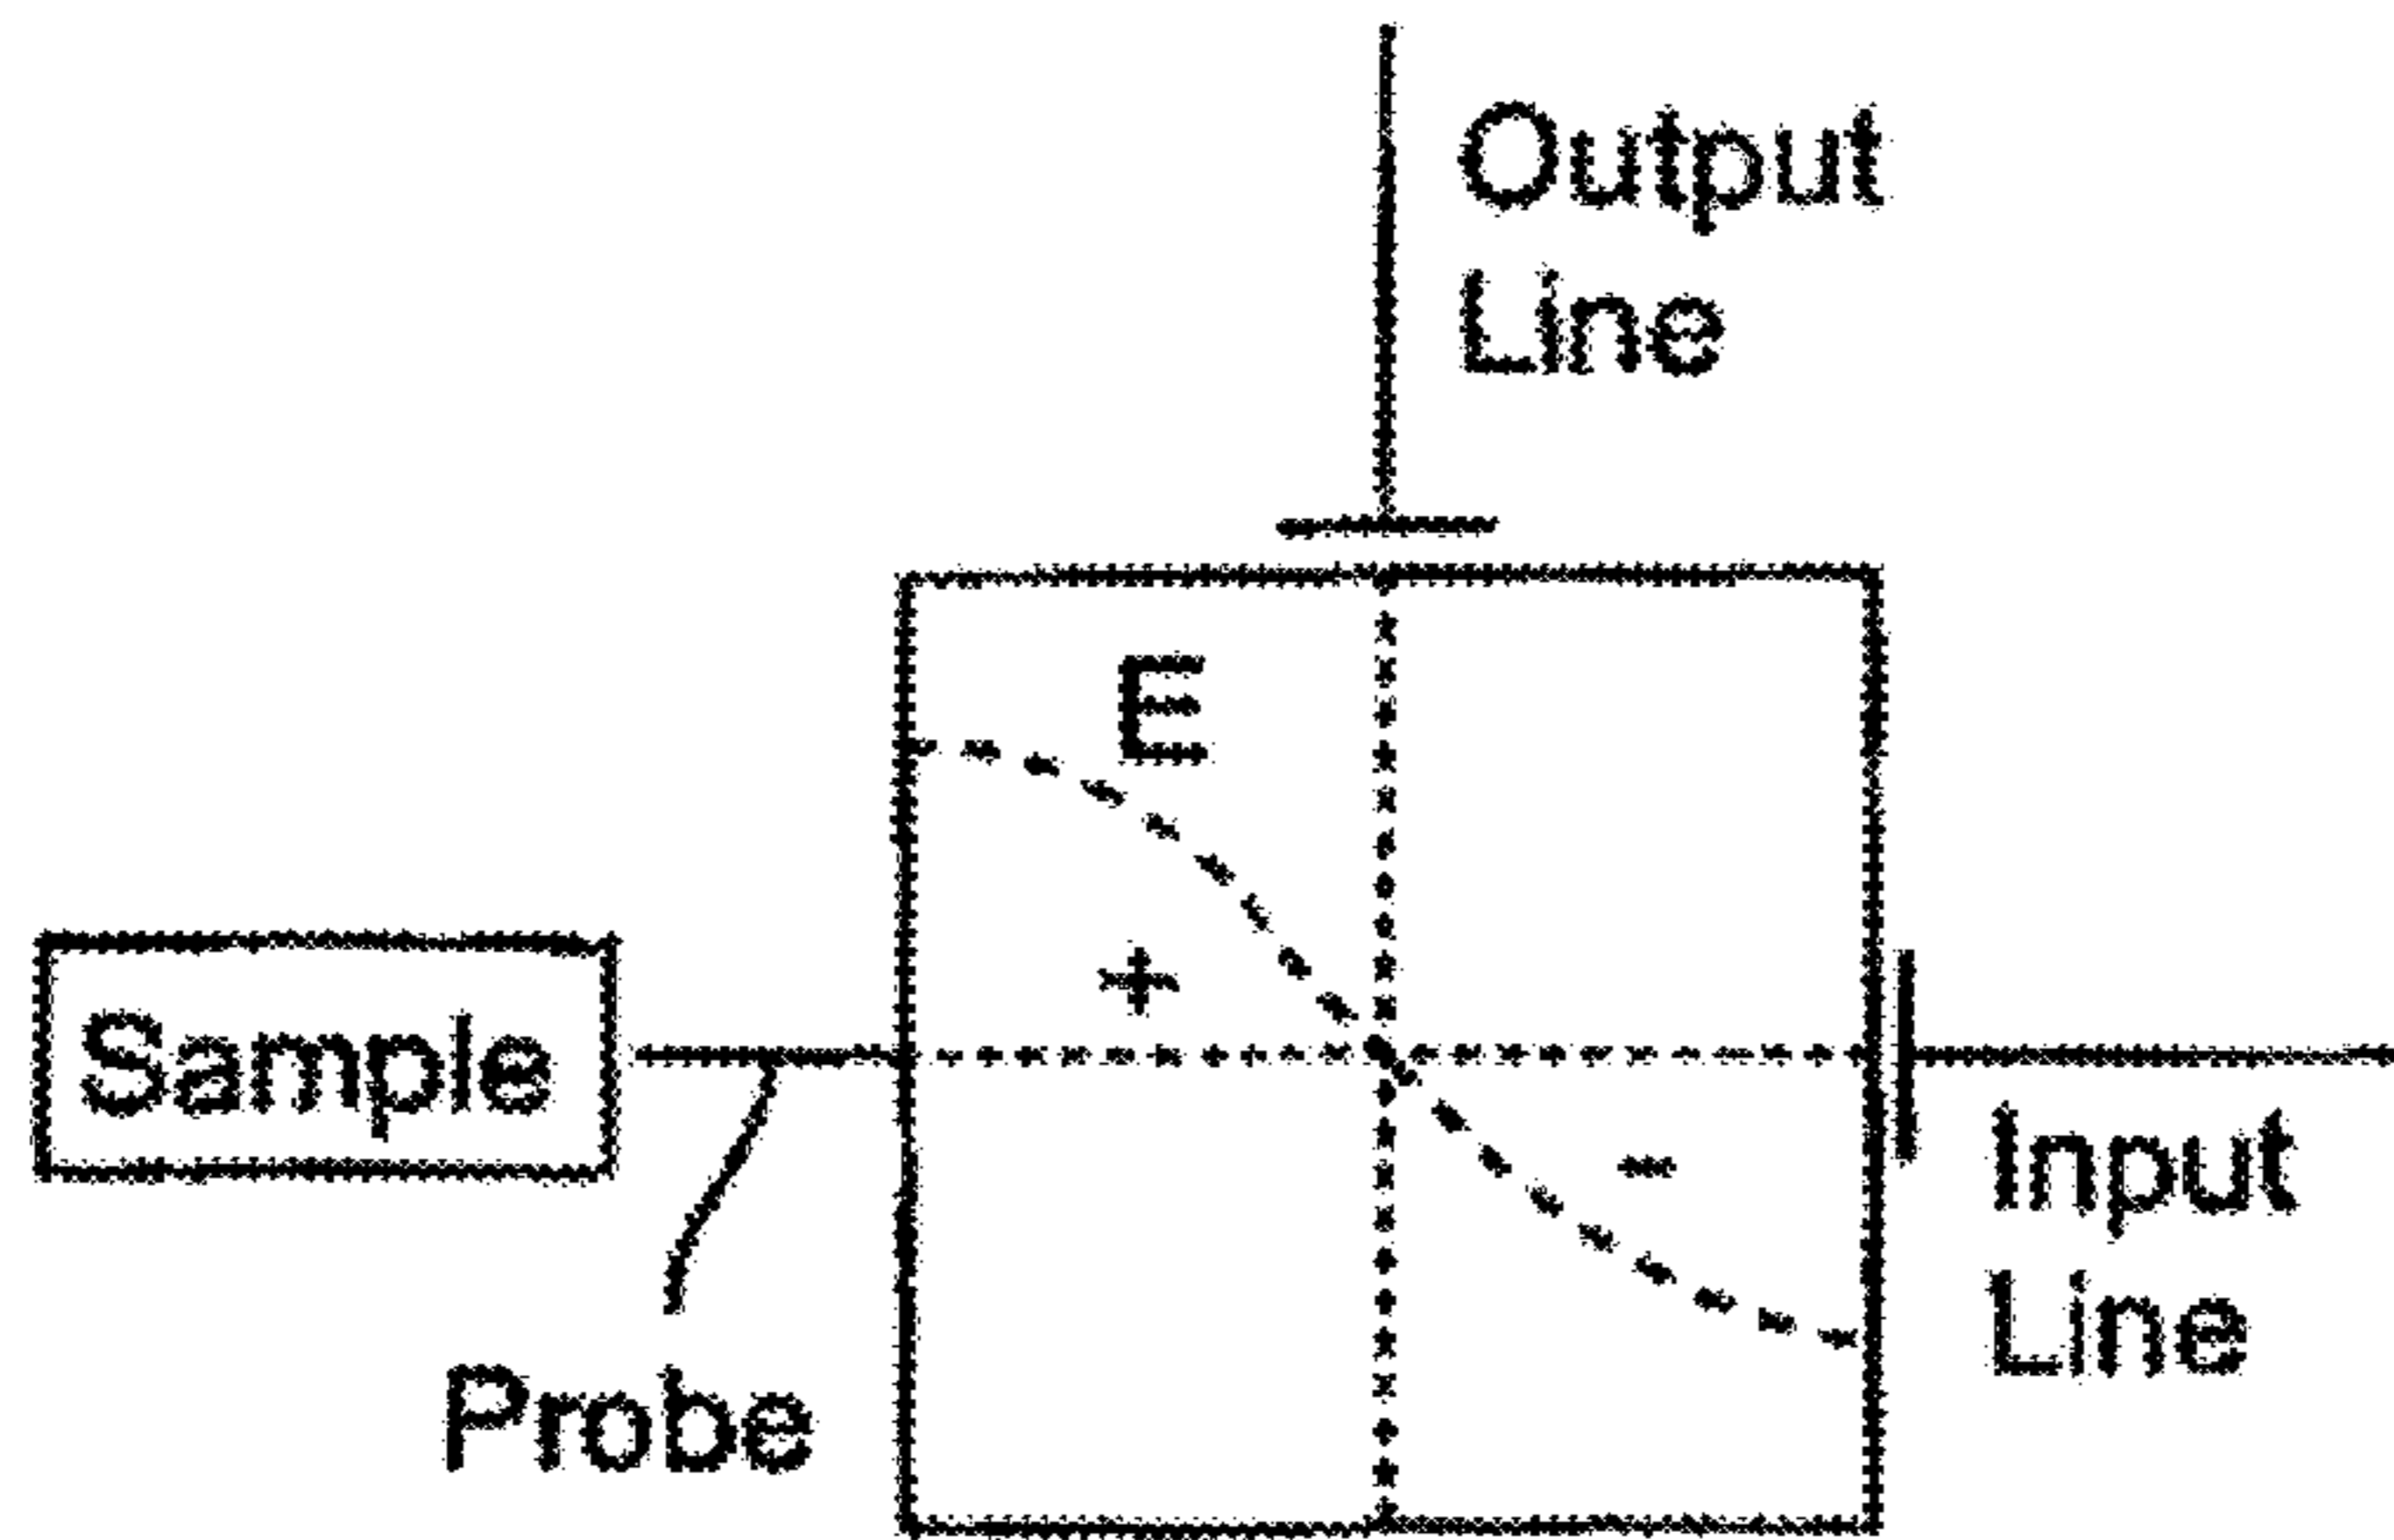 Output
Line
E
+
Sample
-
Input
Line
Probe